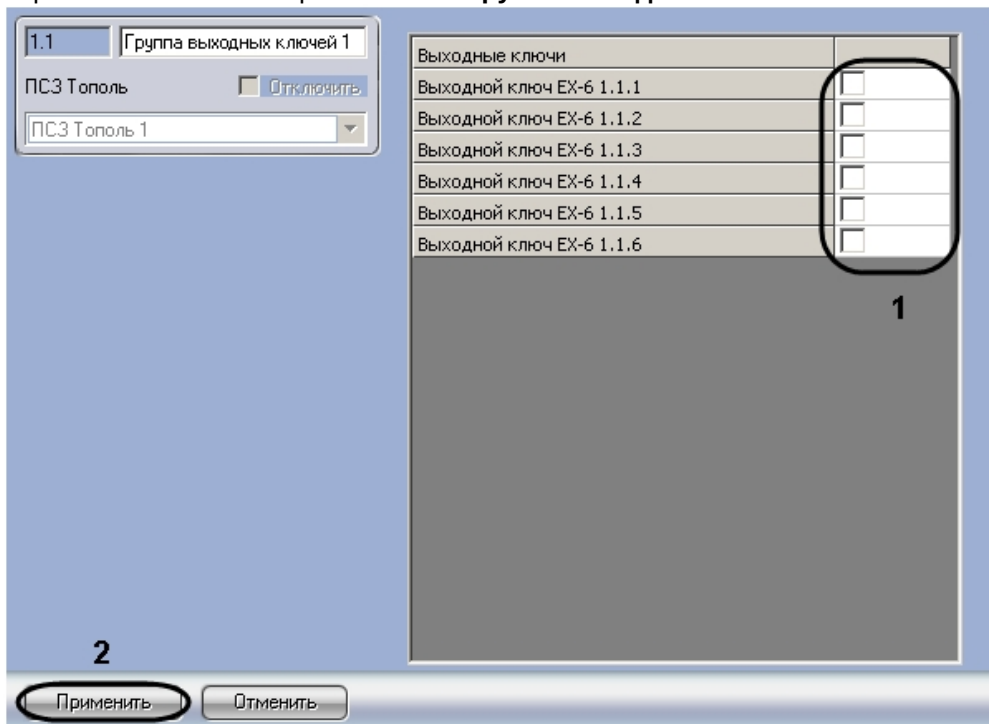 1.1 Группа выходных ключей 1
ПСЗ Тополь Отключить
ПСЗ Тополь 1
Выходные ключи
Выходной ключ EX-6 1.1.1
Выходной ключ EX-6 1.1.2
Выходной ключ EX-6 1.1.3
Выходной ключ EX-6 1.1.4
Выходной ключ EX-6 1.1.5
Выходной ключ EX-6 1.1.6
1
2
Применить Отменить